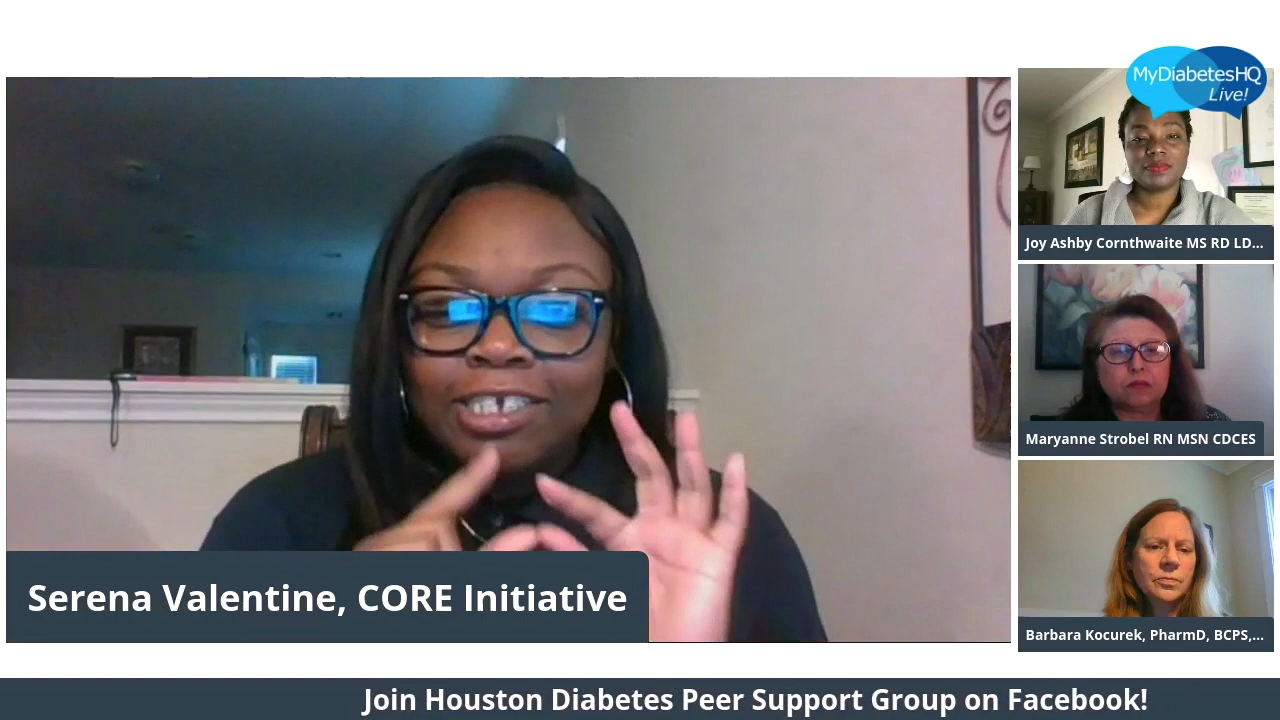 MyDiabetesHQ
Live!
Joy Ashby Cornthwaite MS RD LD...
Maryanne Strobel RN MSN CDCES
Barbara Kocurek, PharmD, BCPS,...
Serena Valentine, CORE Initiative
Join Houston Diabetes Peer Support Group on Facebook!